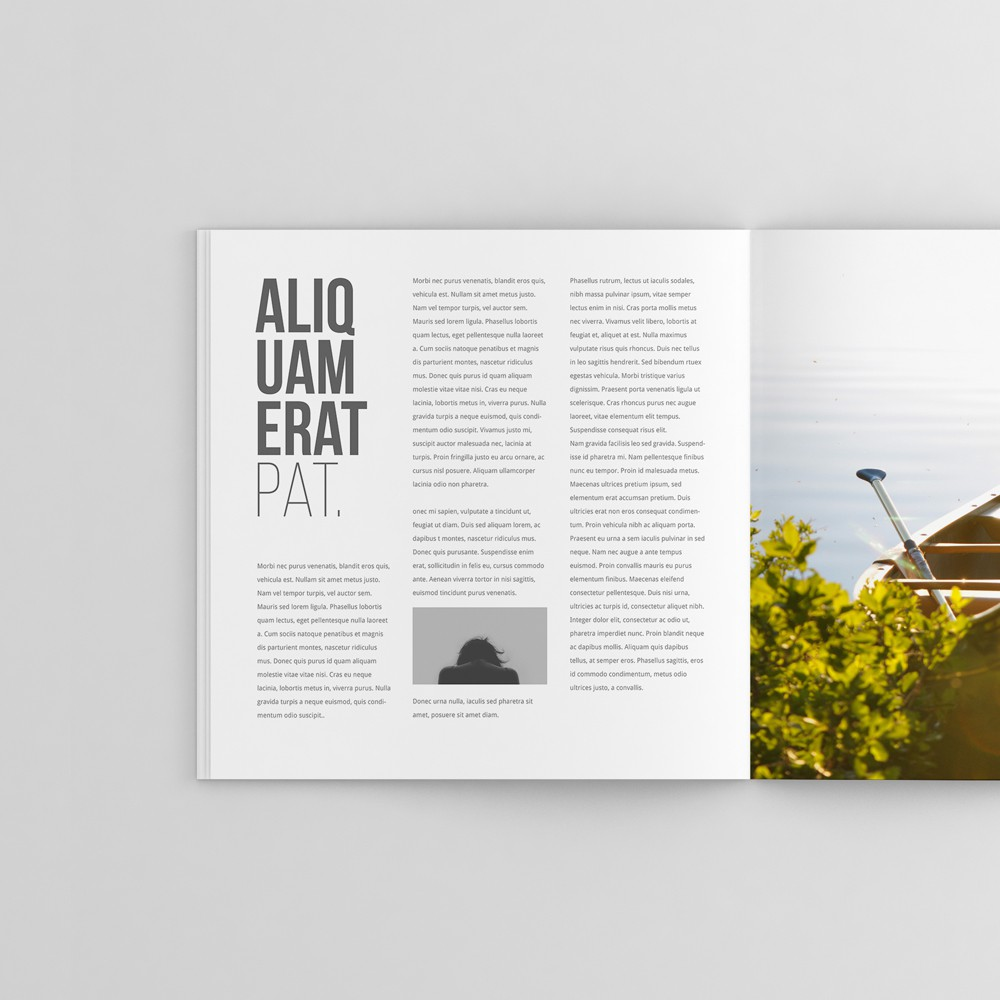 ALIQ
UAM
ERAT
PAT.
Morbi nec purus venenatis, blandit eros quis,
vehicula est. Nullam sit amet metus justo.
Nam vel tempor turpis, vel auctor sem.
Mauris sed lorem ligula. Phasellus lobortis
quam lectus, eget pellentesque nulla laoreet
a. Cum sociis natoque penatibus et magnis
dis parturient montes, nascetur ridiculus
mus. Donec quis purus id quam aliquam
molestie vitae vitae nisi. Cras eu neque
lacinia, lobortis metus in, viverra purus. Nulla
gravida turpis a neque euismod, quis condi-
mentum odio suscipit..
Morbi nec purus venenatis, blandit eros quis,
vehicula est. Nullam sit amet metus justo.
Nam vel tempor turpis, vel auctor sem.
Mauris sed lorem ligula. Phasellus lobortis
quam lectus, eget pellentesque nulla laoreet
a. Cum sociis natoque penatibus et magnis
dis parturient montes, nascetur ridiculus
mus. Donec quis purus id quam aliquam
molestie vitae vitae nisi. Cras eu neque
lacinia, lobortis metus in, viverra purus. Nulla
gravida turpis a neque euismod, quis condi-
mentum odio suscipit. Vivamus justo mi,
suscipit auctor malesuada nec, lacinia at
turpis. Proin fringilla justo eu arcu ornare, ac
cursus nisl posuere. Aliquam ullamcorper
lacinia odio non pharetra.
onec mi sapien, vulputate a tincidunt ut,
feugiat ut diam. Duis sed aliquam lorem, ac
dapibus t montes, nascetur ridiculus mus.
Donec quis purusante. Suspendisse enim
erat, sollicitudin in felis eu, cursus commodo
ante. Aenean viverra tortor in nisi sagittis,
euismod tincidunt purus venenatis.
Donec urna nulla, iaculis sed pharetra sit
amet, posuere sit amet diam.
Phasellus rutrum, lectus ut iaculis sodales,
nibh massa pulvinar ipsum, vitae semper
lectus enim in nisi. Cras porta mollis metus
nec viverra. Vivamus velit libero, lobortis at
feugiat et, aliquet at est. Nulla maximus
vulputate risus quis rhoncus. Duis nec tellus
in leo sagittis hendrerit. Sed bibendum rtuex
egestas vehicula. Morbi tristique varius
dignissim. Praesent porta venenatis ligula ut
scelerisque. Cras rhoncus purus nec augue
laoreet, vitae elementum elit tempus.
Suspendisse consequat risus elit.
Nam gravida facilisis leo sed gravida. Suspend-
isse id pharetra mi. Nam pellentesque finibus
nunc eu tempor. Proin id malesuada metus.
Maecenas ultrices pretium ipsum, sed
elementum erat accumsan pretium. Duis
ultricies erat non eros consequat condimen-
tum. Proin vehicula nibh ac aliquam porta.
Praesent eu urna a sem iaculis pulvinar in sed
neque. Nam nec augue a ante tempus
euismod. Proin convallis mauris eu purus
elementum finibus. Maecenas eleifend
consectetur pellentesque. Duis nisi urna,
ultricies ac turpis id, consectetur aliquet nibh.
Integer dolor elit, consectetur ac odio ut,
pharetra imperdiet nunc. Proin blandit neque
ac dapibus mollis. Aliquam quis dapibus
tellus, at semper eros. Phasellus sagittis, eros
id commodo condimentum, metus odio
ultrices justo, a convallis.